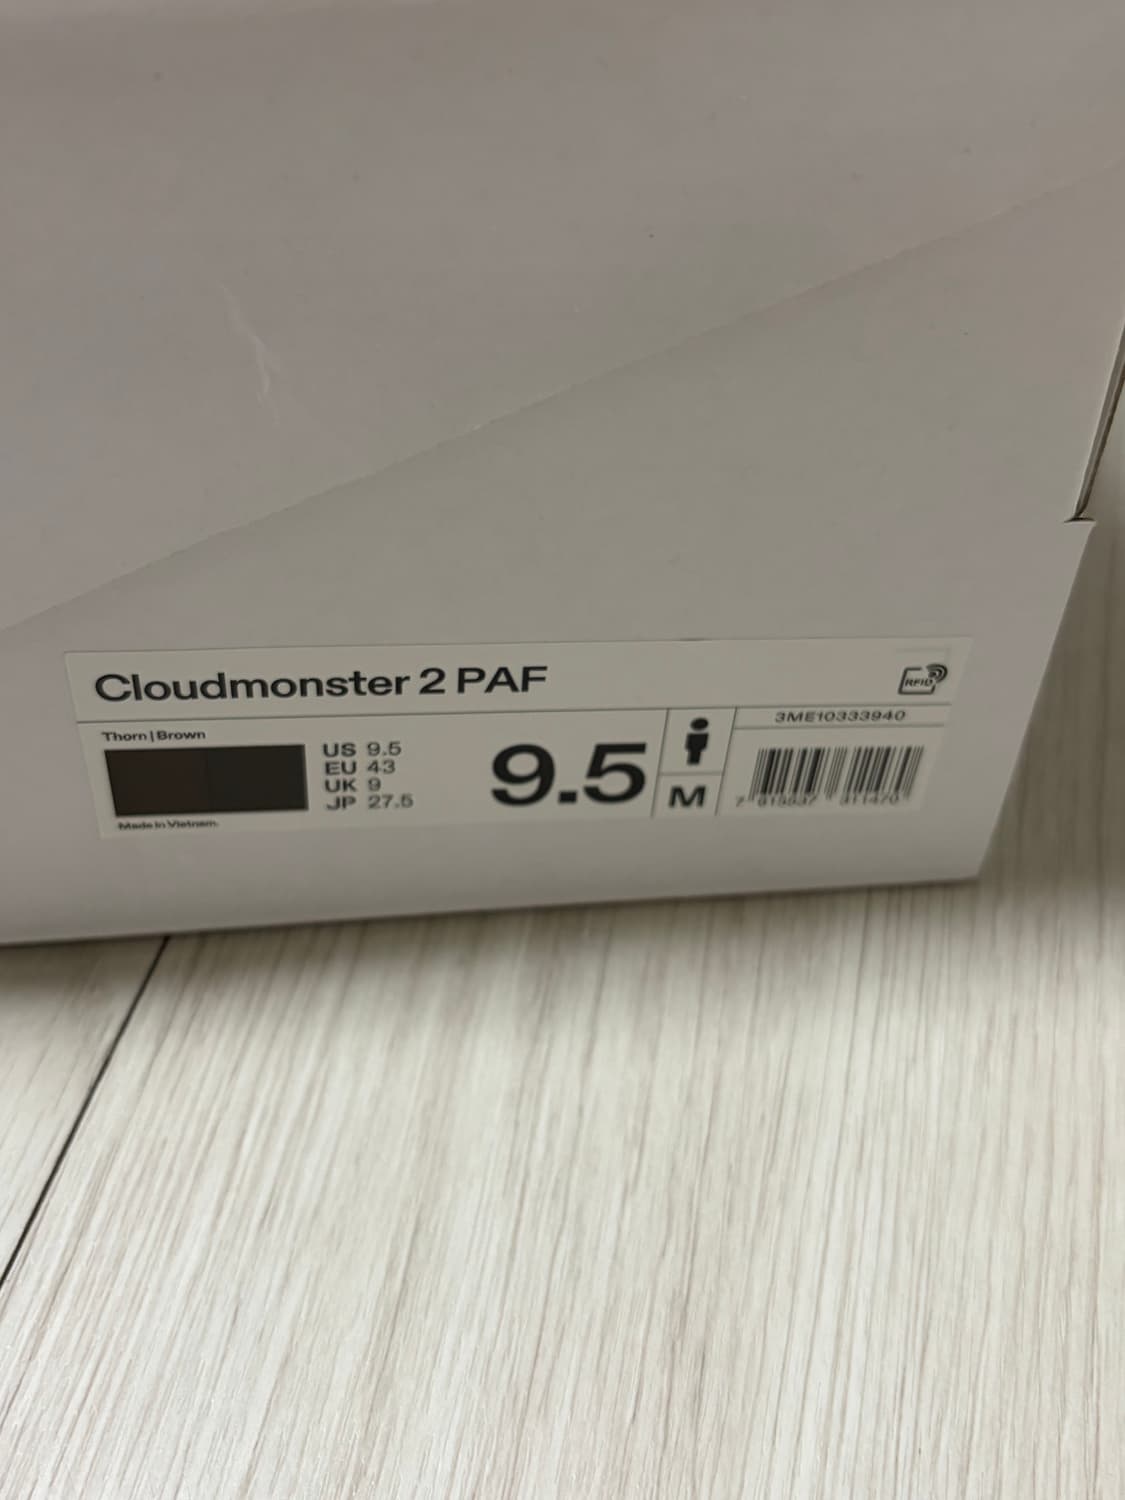 Cloudmonster 2 PAF
RFID
Thorn | Brown
US 9.5
EU 43
UK 9
JP 27.5
Made in Vietnam.
9.5
M
3ME10333940